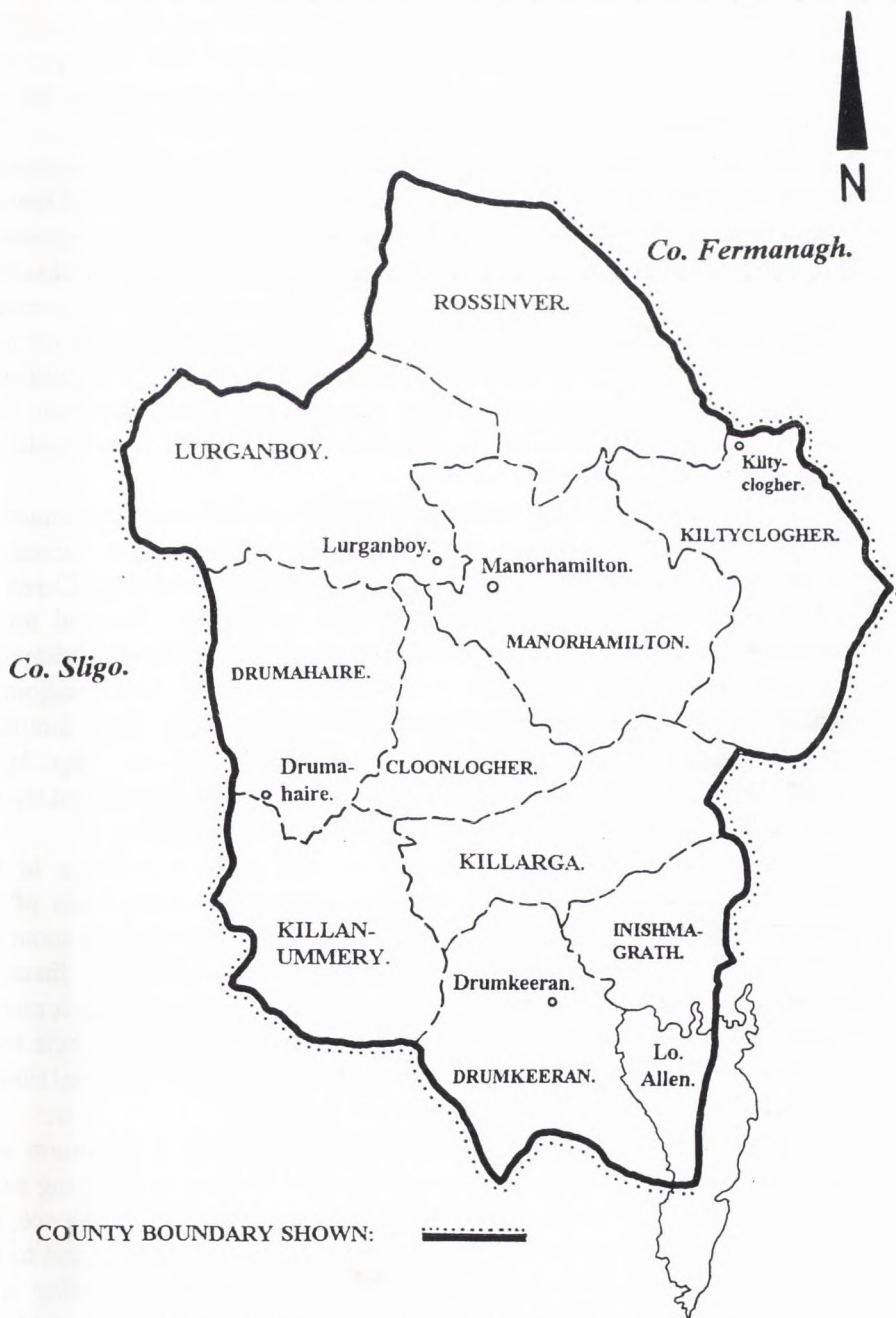 N
Co. Fermanagh.
ROSSINVER.
LURGANBOY.
Kilty-
clogher.
KILTYCLOGHER.
Lurganboy.
Manorhamilton.
MANORHAMILTON.
Co. Sligo.
DRUMAHAIRE.
Druma-
haire.
CLOONLOGHER.
KILLARGA.
KILLAN-
UMMERY.
INISHMA-
GRATH.
Drumkeeran.
Lo.
Allen.
DRUMKEERAN.
COUNTY BOUNDARY SHOWN: